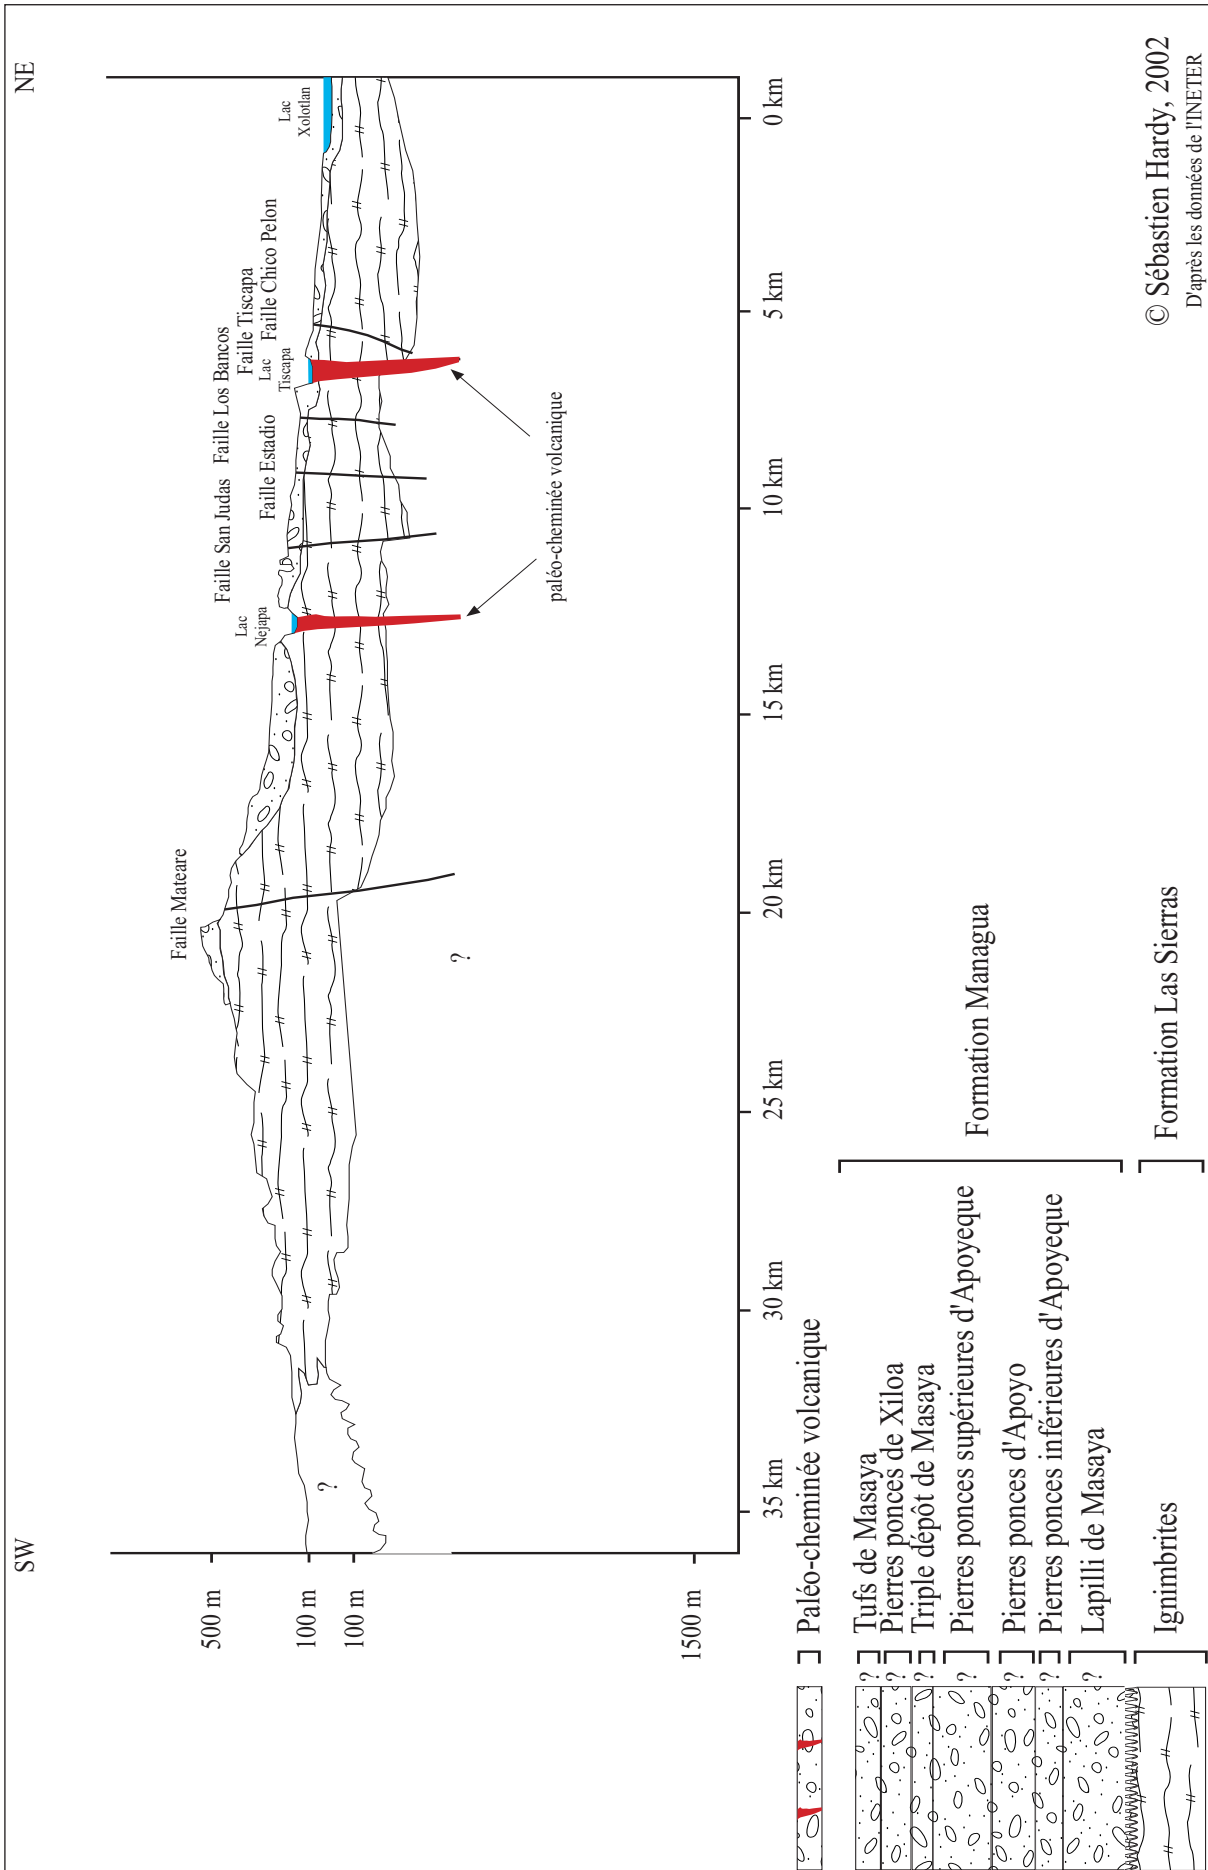 SW
NE
Faille Mateare
Lac
Nejapa
Faille San Judas
Faille Los Bancos
Faille Estadio
Faille Tiscapa
Lac
Tiscapa
Faille Chico Pelon
Lac
Xolotlan
500 m
100 m
100 m
1500 m
?
?
paléo-cheminée volcanique
35 km
30 km
25 km
20 km
15 km
10 km
5 km
0 km
Paléo-cheminée volcanique
? Tufs de Masaya
? Pierres ponces de Xiloa
? Triple dépôt de Masaya
? Pierres ponces supérieures d'Apoyeque
? Pierres ponces d'Apoyo
? Pierres ponces inférieures d'Apoyeque
? Lapilli de Masaya
Formation Managua
Ignimbrites
Formation Las Sierras
© Sébastien Hardy, 2002
D'après les données de l'INETER